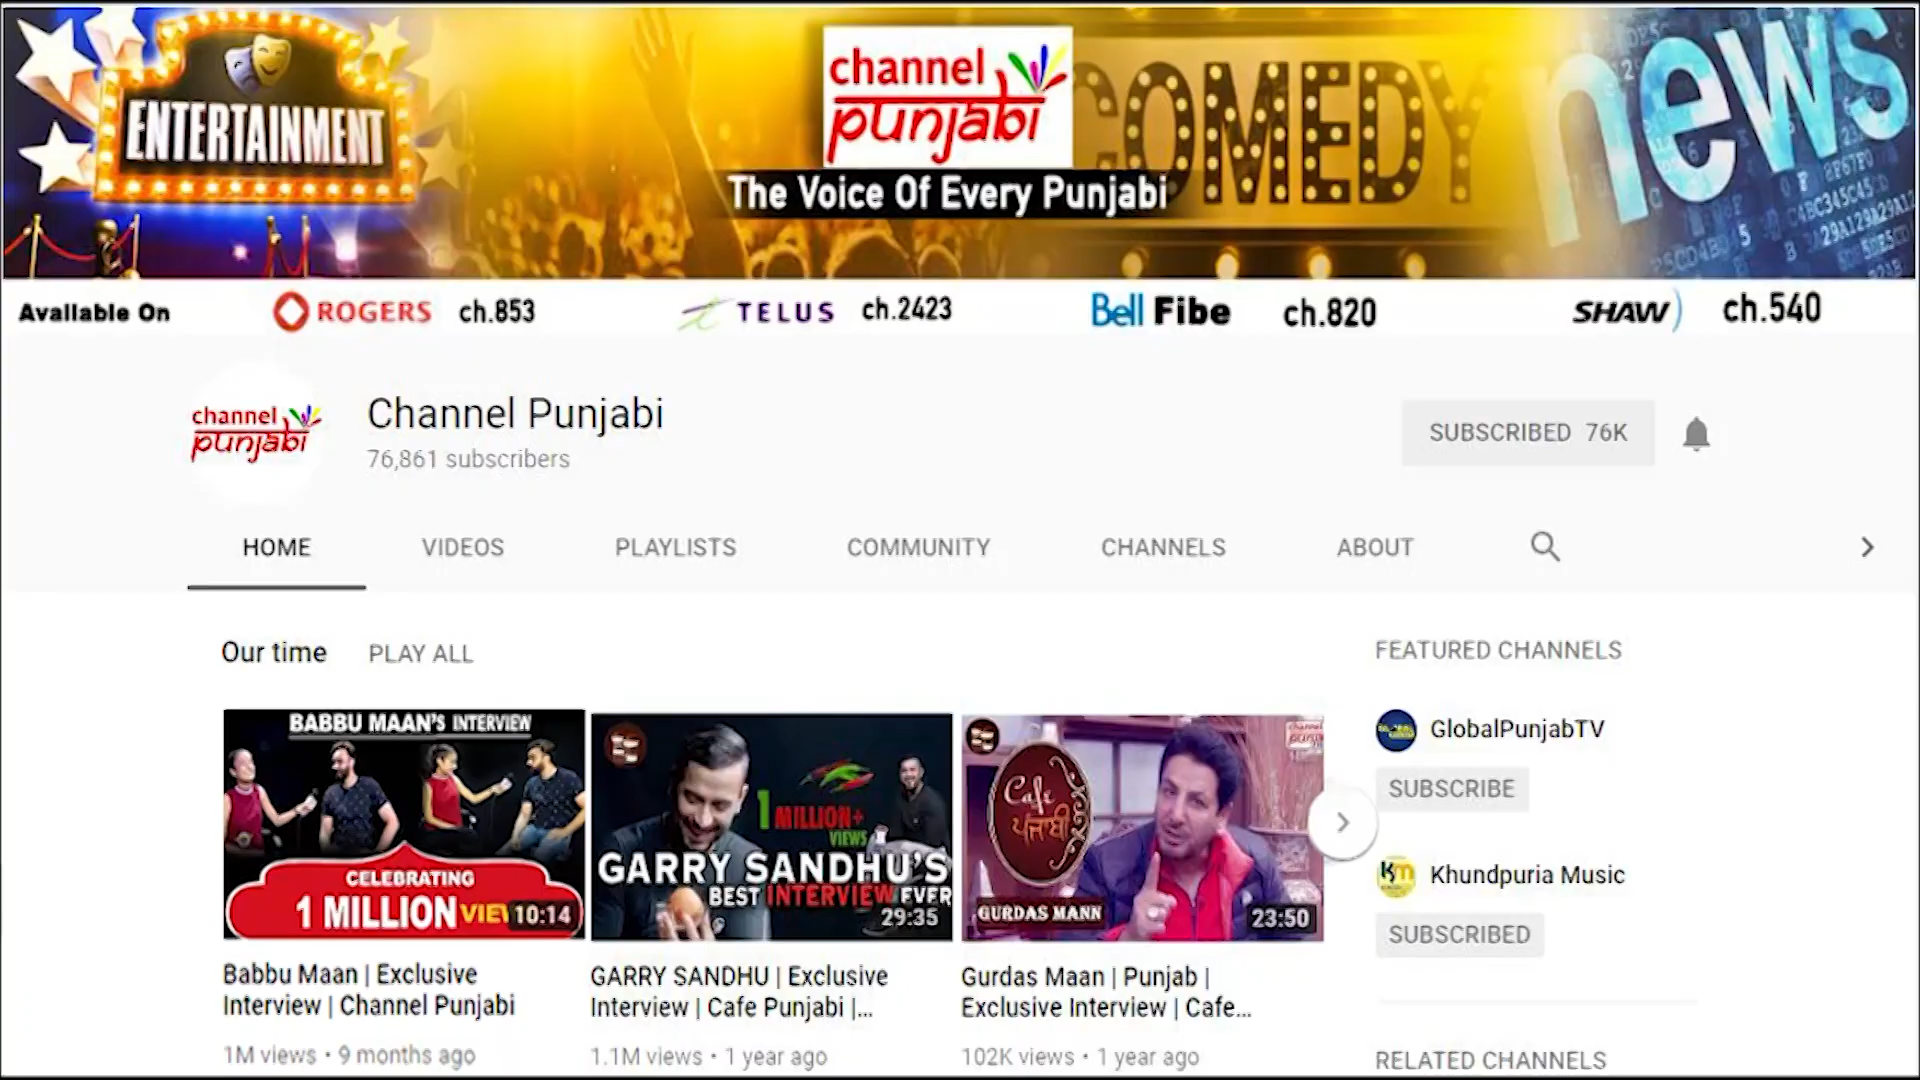 ENTERTAINMENT
channel
punjabi
COMEDY
news
The Voice Of Every Punjabi
Available On
ROGERS ch.853
TELUS ch.2423
Bell Fibe ch.820
SHAW) ch.540
channel
punjabi
Channel Punjabi
76,861 subscribers
SUBSCRIBED 76K
HOME VIDEOS PLAYLISTS COMMUNITY CHANNELS ABOUT
Our time PLAY ALL
BABBU MAAN'S INTERVIEW
CELEBRATING
1 MILLION VIEW
10:14
Babbu Maan | Exclusive
Interview | Channel Punjabi
1M views • 9 months ago
1 MILLION+
VIEWS
GARRY SANDHU'S
BEST INTERVIEW EVER
29:35
GARRY SANDHU | Exclusive
Interview | Cafe Punjabi |...
1.1M views • 1 year ago
Cafe
ਪੰਜਾਬੀ
GURDAS MANN
23:50
Gurdas Maan | Punjab |
Exclusive Interview | Cafe...
102K views • 1 year ago
FEATURED CHANNELS
GlobalPunjabTV
SUBSCRIBE
Km
Khundpuria Music
SUBSCRIBED
RELATED CHANNELS